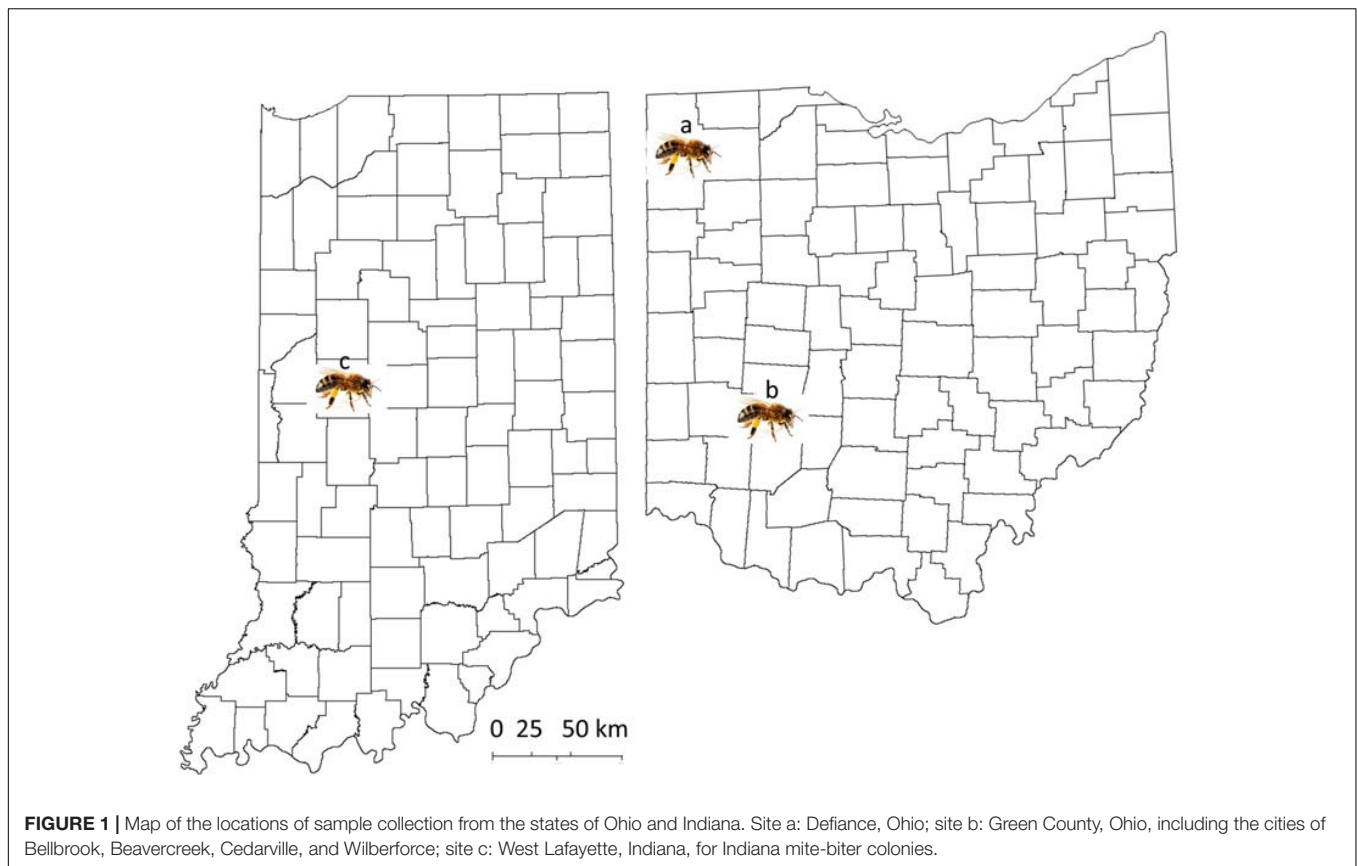 a
b
c
0 25 50 km
FIGURE 1 | Map of the locations of sample collection from the states of Ohio and Indiana. Site a: Defiance, Ohio; site b: Green County, Ohio, including the cities of
Bellbrook, Beavercreek, Cedarville, and Wilberforce; site c: West Lafayette, Indiana, for Indiana mite-biter colonies.